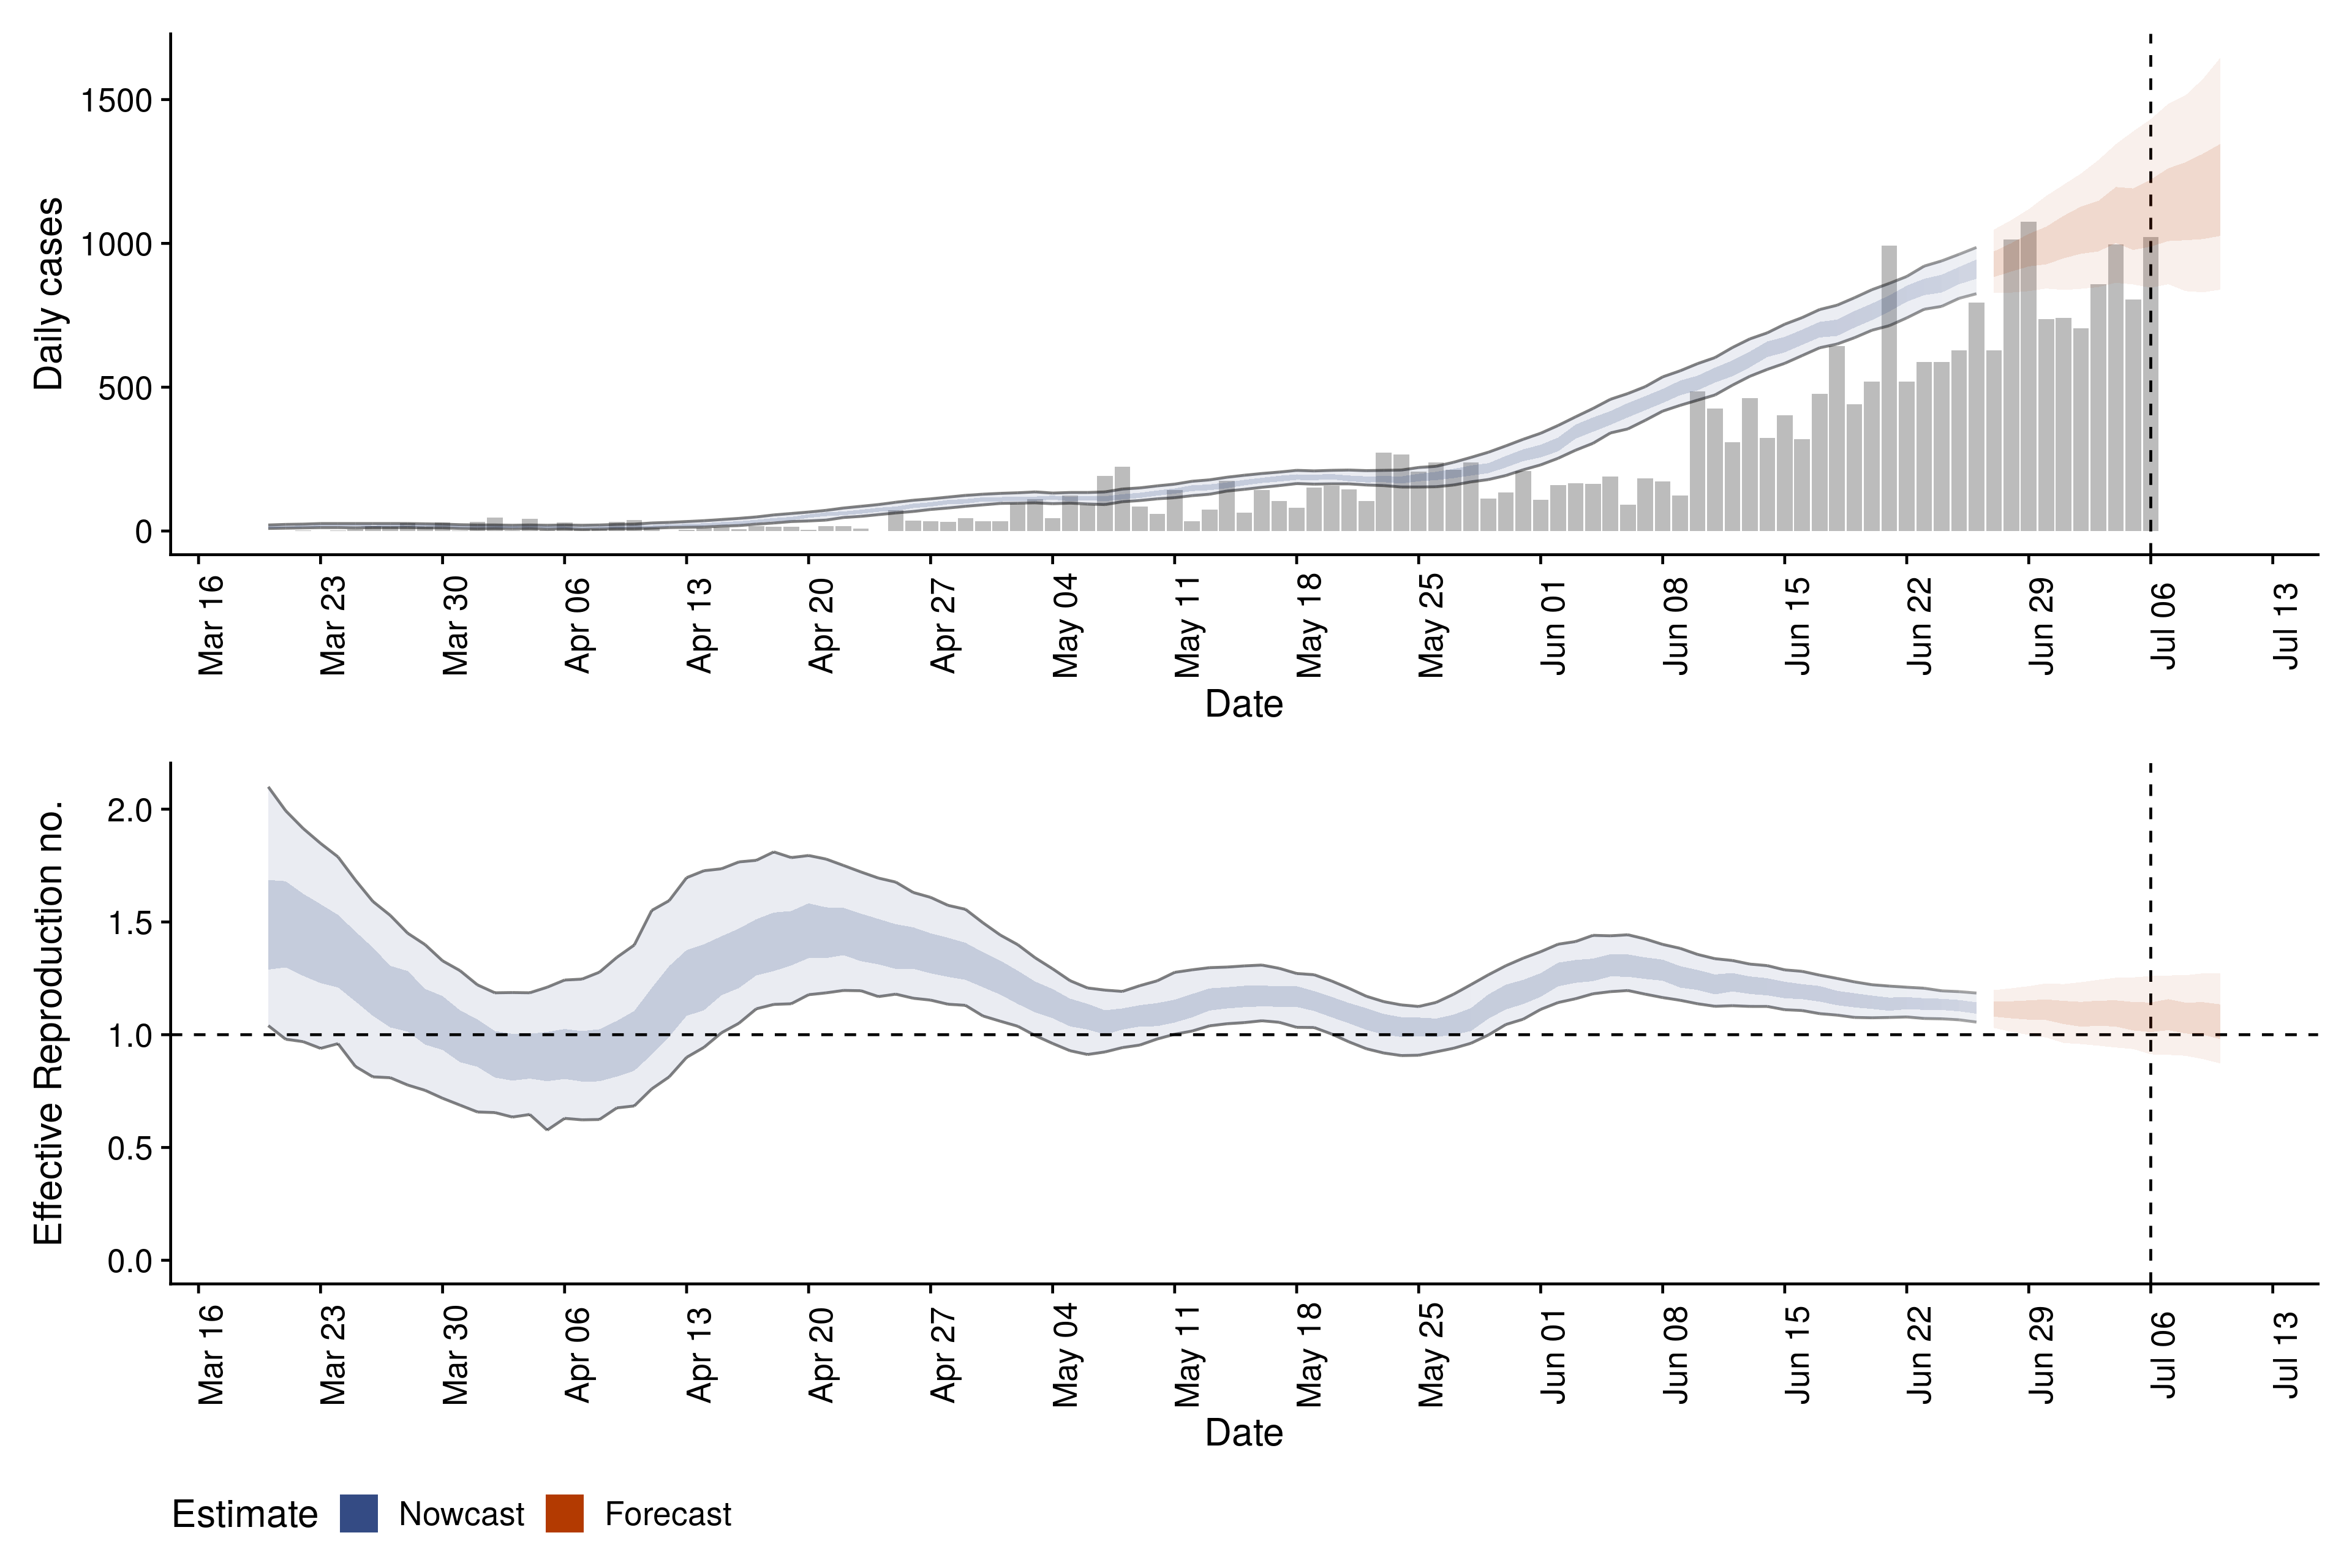 Daily cases
1500
1000
500
0
Mar 16
Mar 23
Mar 30
Apr 06
Apr 13
Apr 20
Apr 27
May 04
May 11
May 18
May 25
Jun 01
Jun 08
Jun 15
Jun 22
Jun 29
Jul 06
Jul 13
Date
Effective Reproduction no.
2.0
1.5
1.0
0.5
0.0
Mar 16
Mar 23
Mar 30
Apr 06
Apr 13
Apr 20
Apr 27
May 04
May 11
May 18
May 25
Jun 01
Jun 08
Jun 15
Jun 22
Jun 29
Jul 06
Jul 13
Date
Estimate Nowcast Forecast